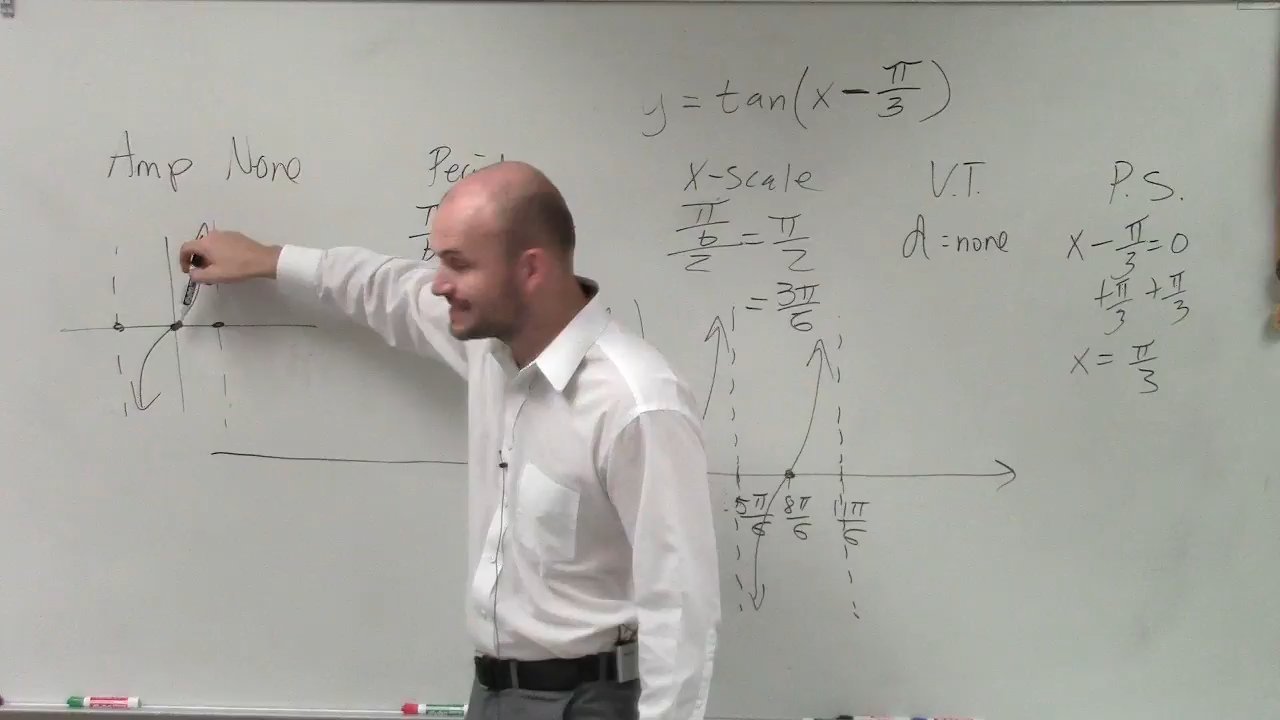 y = tan(x − π/3)
Amp None
X-scale
π/b/2 = π/2
= 3π/6
V.T.
d = none
P.S.
x − π/3 = 0
+π/3 +π/3
x = π/3
5π/6 8π/6 11π/6